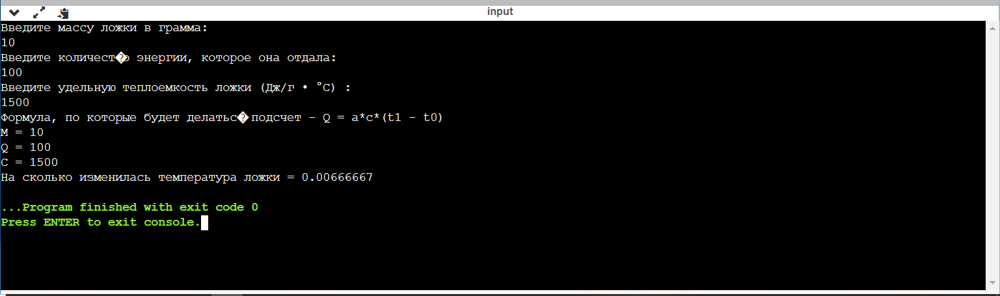 input
Введите массу ложки в грамма:
10
Введите количест�о энергии, которое она отдала:
100
Введите удельную теплоемкость ложки (Дж/г • °C) :
1500
Формула, по которые будет делатьс� подсчет - Q = a*c*(t1 - t0)
M = 10
Q = 100
C = 1500
На сколько изменилась температура ложки = 0.00666667
...Program finished with exit code 0
Press ENTER to exit console.